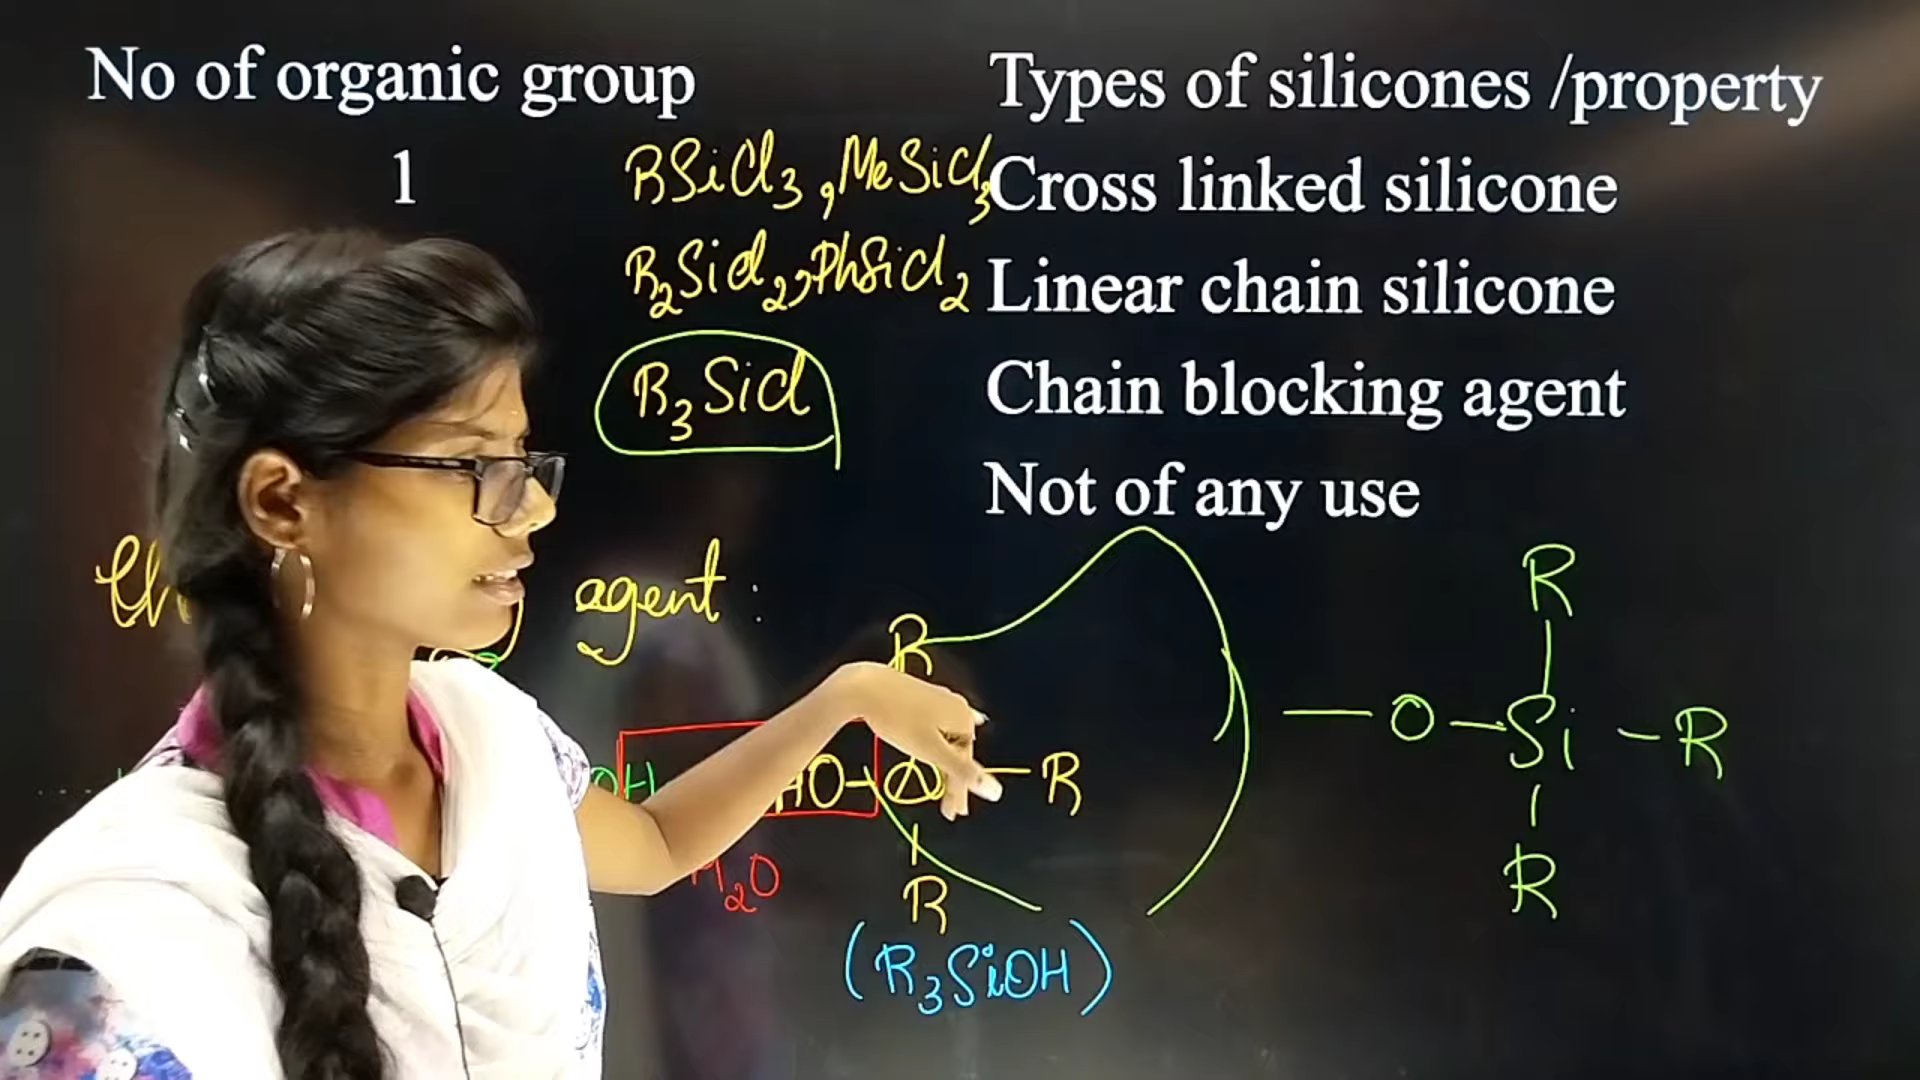 No of organic group Types of silicones /property
1 RSiCl3, MeSiCl3 Cross linked silicone
R2SiCl2, PhSiCl2 Linear chain silicone
R3SiCl Chain blocking agent
Not of any use
agent:
R
R
OH HO- -R -O-Si-R
H2O
R
R
(R3SiOH)